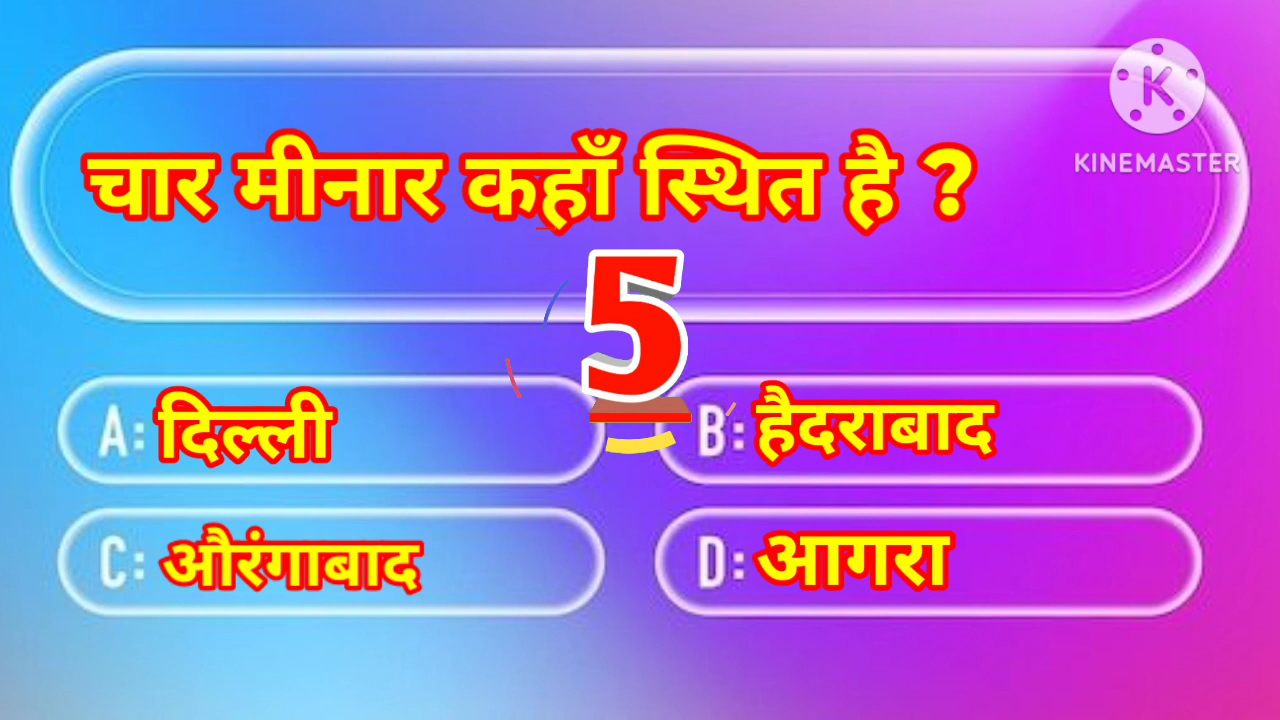 चार मीनार कहाँ स्थित है ?
KINEMASTER
5
A: दिल्ली
B: हैदराबाद
C: औरंगाबाद
D: आगरा